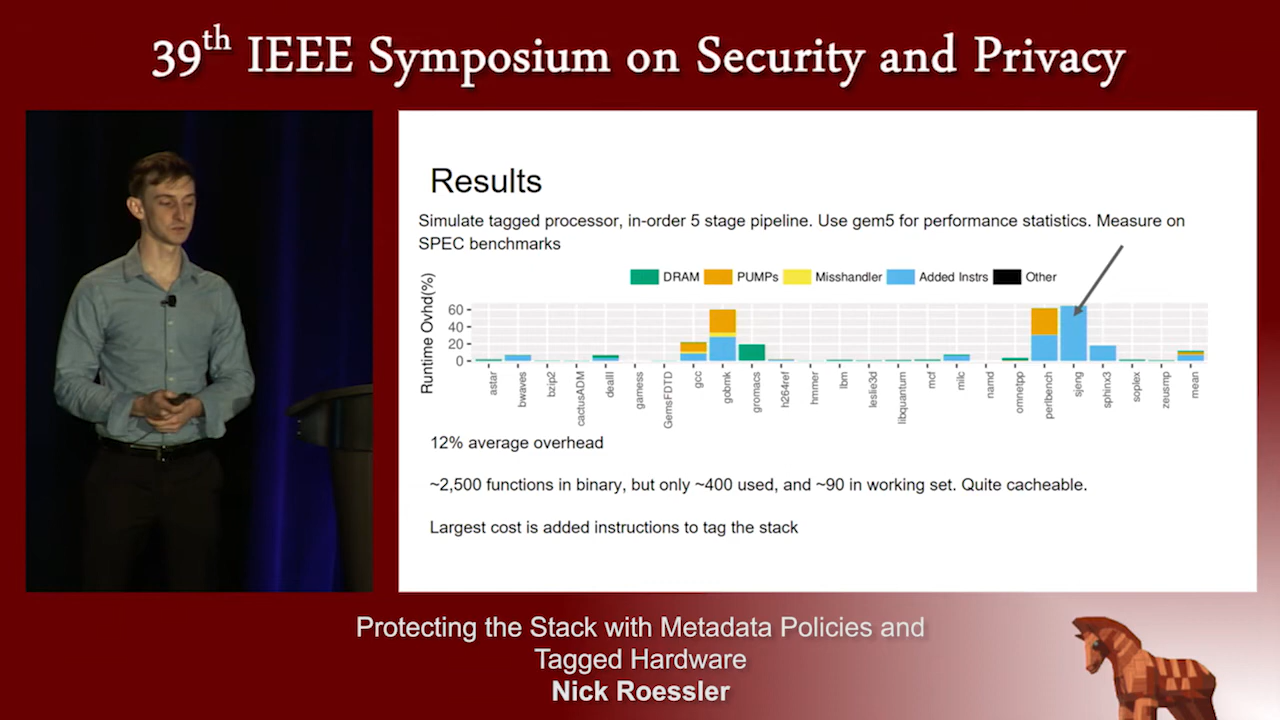 39th IEEE Symposium on Security and Privacy
Results
Simulate tagged processor, in-order 5 stage pipeline. Use gem5 for performance statistics. Measure on
SPEC benchmarks
DRAM PUMPs Misshandler Added Instrs Other
Runtime Ovhd(%)
60
40
20
0
astar
bwaves
bzip2
cactusADM
dealII
gamess
GemsFDTD
gcc
gobmk
gromacs
h264ref
hmmer
lbm
leslie3d
libquantum
mcf
milc
namd
omnetpp
perlbench
sjeng
sphinx3
soplex
zeusmp
mean
12% average overhead
~2,500 functions in binary, but only ~400 used, and ~90 in working set. Quite cacheable.
Largest cost is added instructions to tag the stack
Protecting the Stack with Metadata Policies and
Tagged Hardware
Nick Roessler